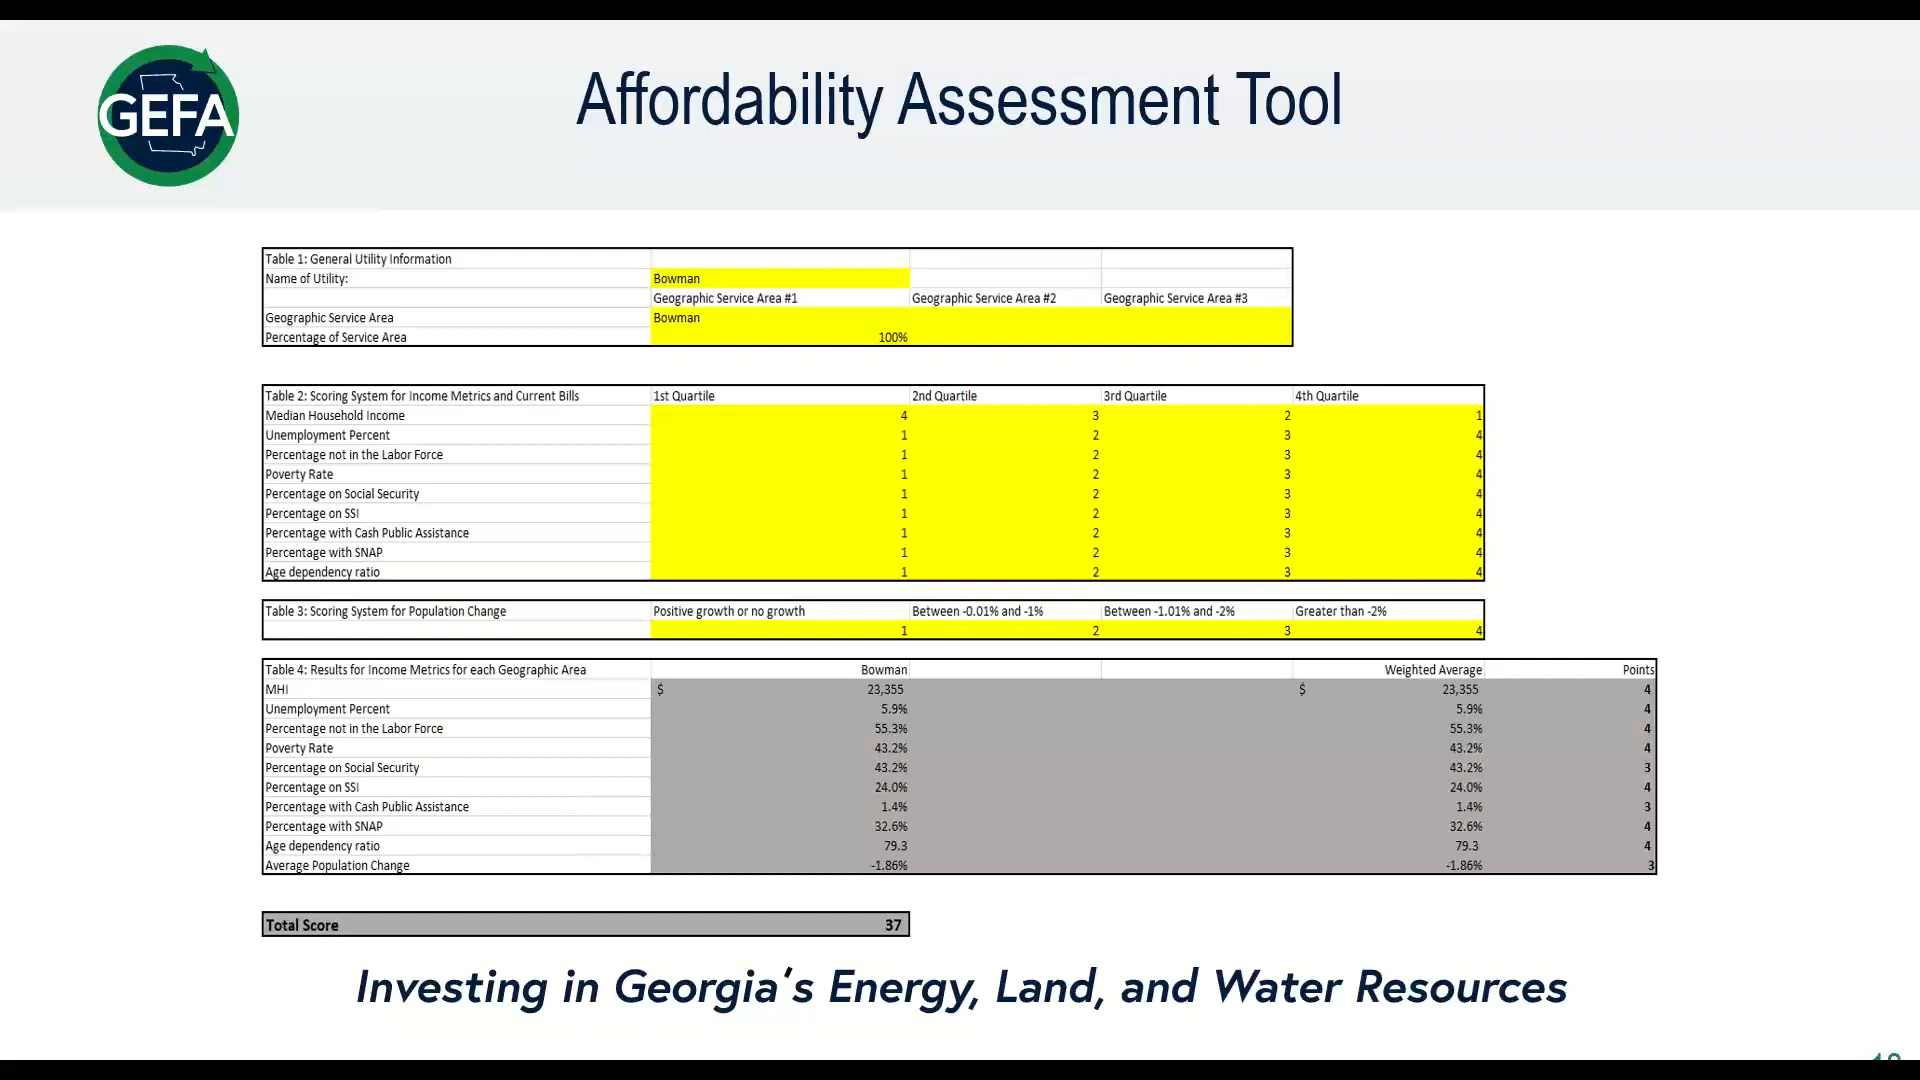 GEFA
Affordability Assessment Tool
Table 1: General Utility Information
Name of Utility: Bowman
Geographic Service Area #1 Geographic Service Area #2 Geographic Service Area #3
Geographic Service Area Bowman
Percentage of Service Area 100%
Table 2: Scoring System for Income Metrics and Current Bills 1st Quartile 2nd Quartile 3rd Quartile 4th Quartile
Median Household Income 4 3 2 1
Unemployment Percent 1 2 3 4
Percentage not in the Labor Force 1 2 3 4
Poverty Rate 1 2 3 4
Percentage on Social Security 1 2 3 4
Percentage on SSI 1 2 3 4
Percentage with Cash Public Assistance 1 2 3 4
Percentage with SNAP 1 2 3 4
Age dependency ratio 1 2 3 4
Table 3: Scoring System for Population Change Positive growth or no growth Between -0.01% and -1% Between -1.01% and -2% Greater than -2%
1 2 3 4
Table 4: Results for Income Metrics for each Geographic Area Bowman Weighted Average Points
MHI $ 23,355 $ 23,355 4
Unemployment Percent 5.9% 5.9% 4
Percentage not in the Labor Force 55.3% 55.3% 4
Poverty Rate 43.2% 43.2% 4
Percentage on Social Security 43.2% 43.2% 3
Percentage on SSI 24.0% 24.0% 4
Percentage with Cash Public Assistance 1.4% 1.4% 3
Percentage with SNAP 32.6% 32.6% 4
Age dependency ratio 79.3 79.3 4
Average Population Change -1.86% -1.86% 3
Total Score 37
Investing in Georgia's Energy, Land, and Water Resources